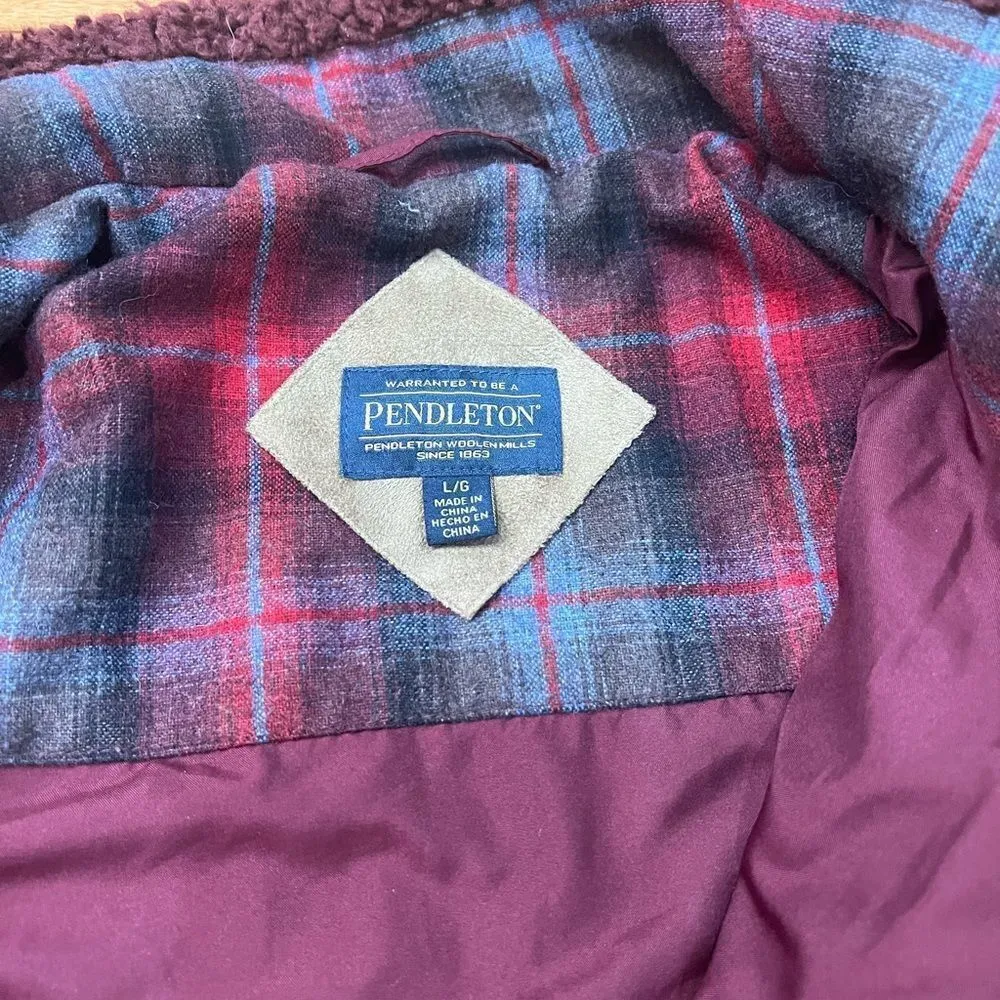 WARRANTED TO BE A
PENDLETON®
PENDLETON WOOLEN MILLS
SINCE 1863
L/G
MADE IN
CHINA
HECHO EN
CHINA